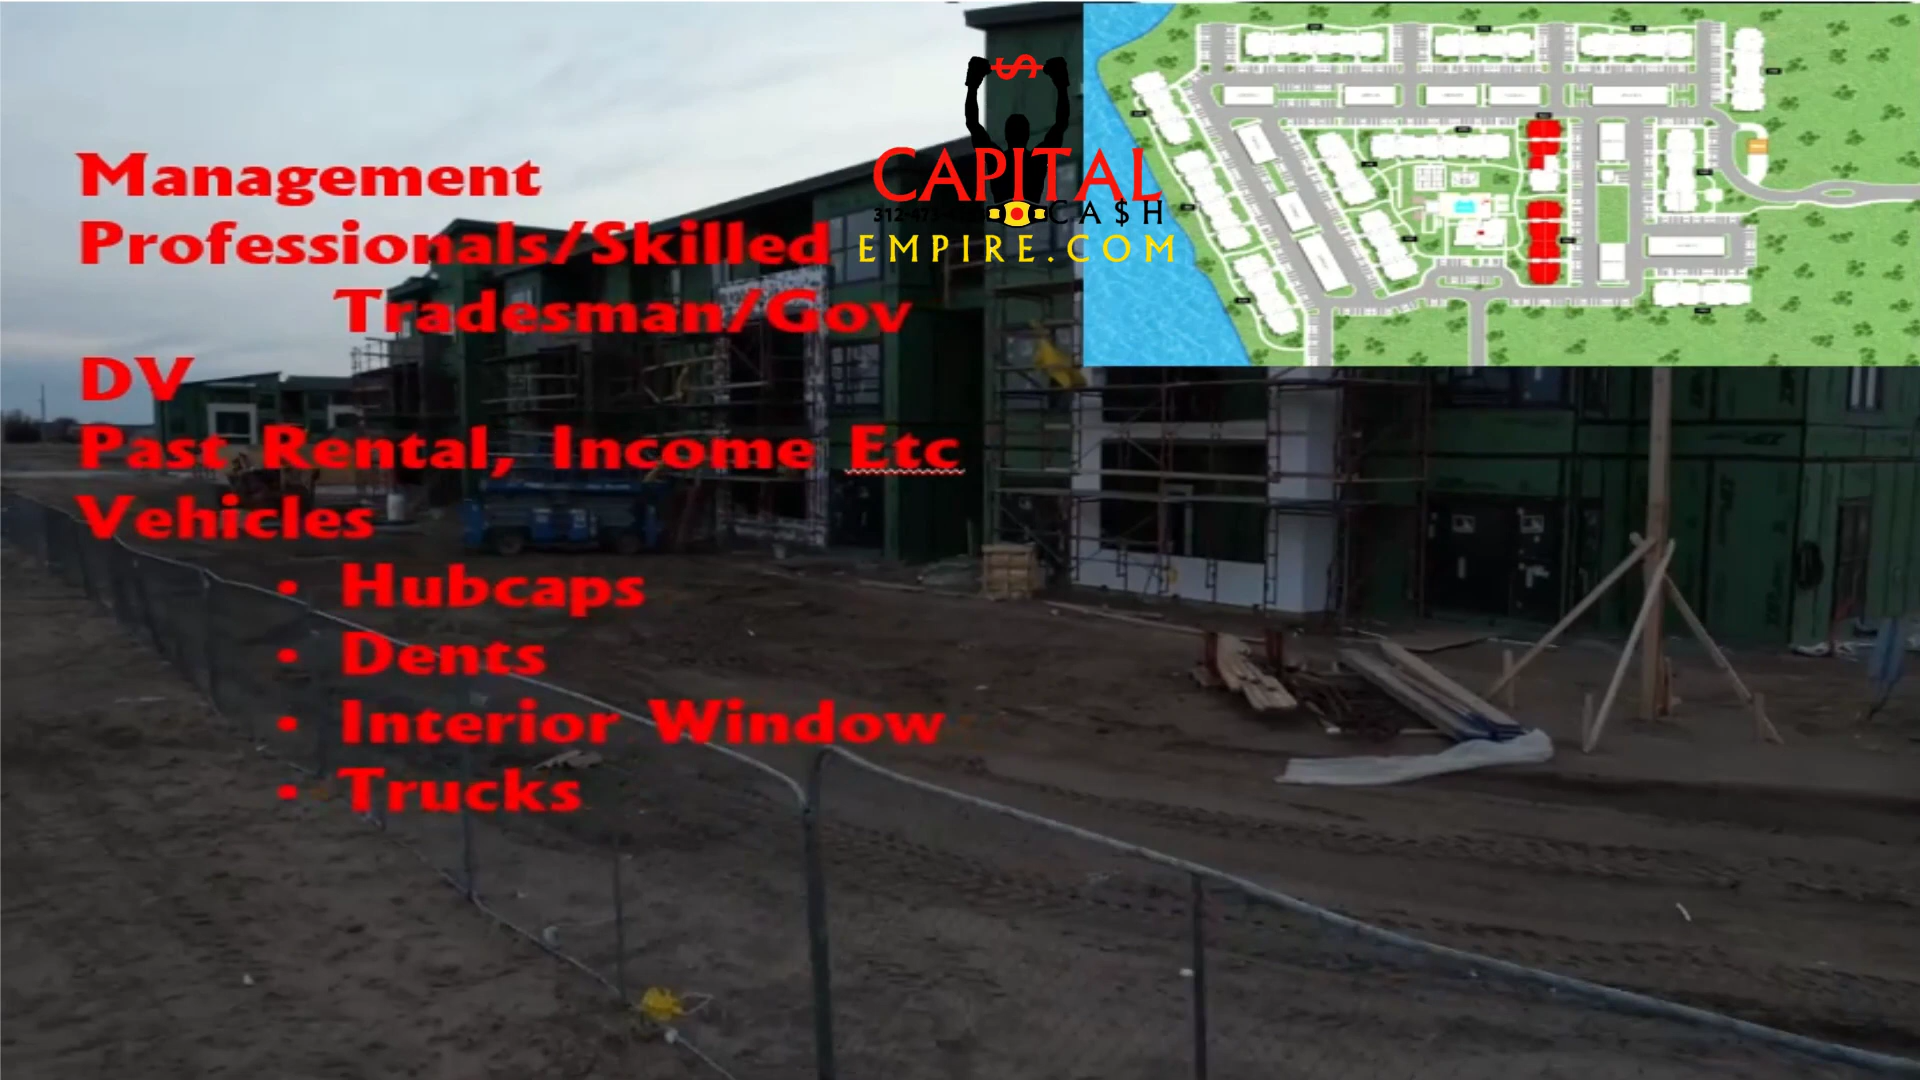 Management
Professionals/Skilled
Tradesman/Gov
DV
Past Rental, Income Etc
Vehicles
• Hubcaps
• Dents
• Interior Window
• Trucks
CAPITAL
CA$H
EMPIRE.COM